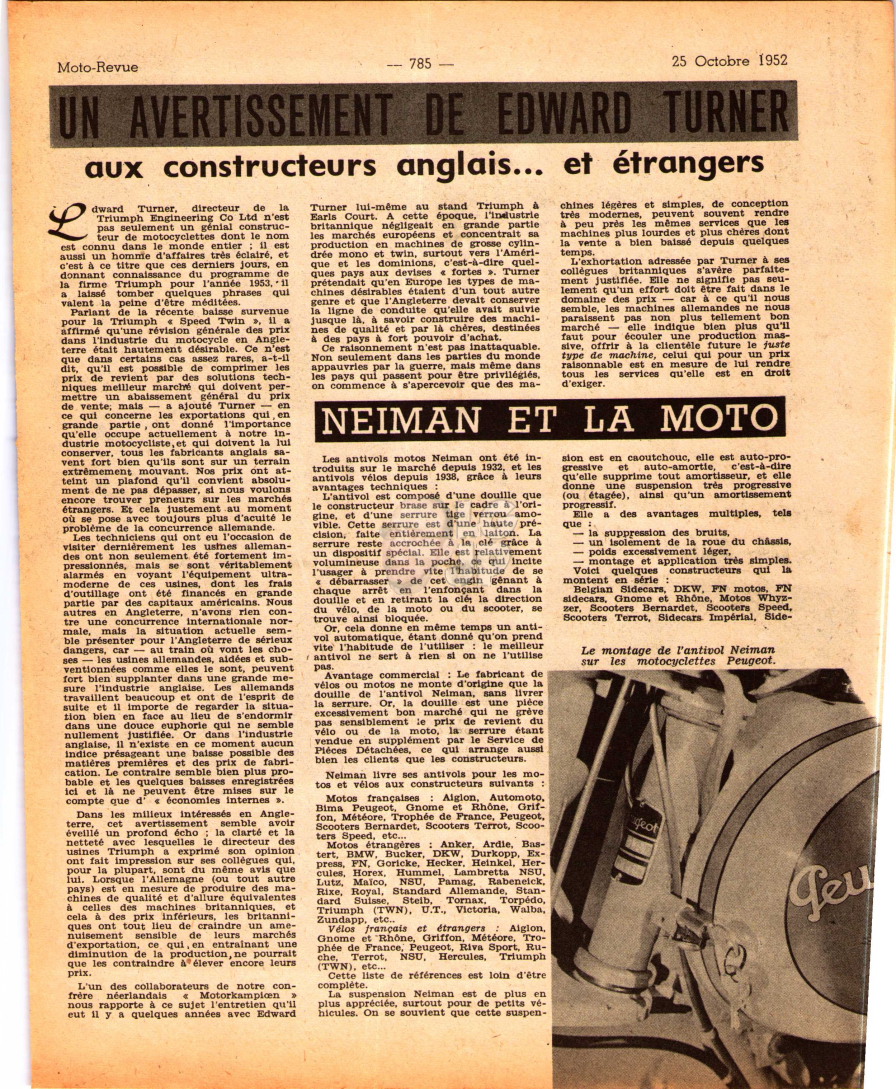 Moto-Revue
— 785 —
25 Octobre 1952
UN AVERTISSEMENT DE EDWARD TURNER
aux constructeurs anglais... et étrangers
Edward Turner, directeur de la
Triumph Engineering Co Ltd n'est
pas seulement un génial construc-
teur de motocyclettes dont le nom
est connu dans le monde entier ; il est
aussi un homme d'affaires très éclairé, et
c'est à ce titre que ces derniers jours, en
donnant connaissance du programme de
la firme Triumph pour l'année 1953, il
a laissé tomber quelques phrases qui
valent la peine d'être méditées.
Parlant de la récente baisse survenue
pour la Triumph « Speed Twin », il a
affirmé qu'une révision générale des prix
dans l'industrie du motocycle en Angle-
terre était hautement désirable. Ce n'est
que dans certains cas assez rares, a-t-il
dit, qu'il est possible de comprimer les
prix de revient par des solutions tech-
niques meilleur marché qui doivent per-
mettre un abaissement général du prix
de vente; mais — a ajouté Turner — en
ce qui concerne les exportations qui, en
grande partie, ont donné l'importance
qu'elle occupe actuellement à notre in-
dustrie motocycliste, et qui doivent la lui
conserver, tous les fabricants anglais sa-
vent fort bien qu'ils sont sur un terrain
extrêmement mouvant. Nos prix ont at-
teint un plafond qu'il convient absolu-
ment de ne pas dépasser, si nous voulons
encore trouver preneurs sur les marchés
étrangers. Et cela justement au moment
où se pose avec toujours plus d'acuité le
problème de la concurrence allemande.
Les techniciens qui ont eu l'occasion de
visiter dernièrement les usines alleman-
des ont non seulement été fortement im-
pressionnés, mais se sont véritablement
alarmés en voyant l'équipement ultra-
moderne de ces usines, dont les frais
d'outillage ont été financés en grande
partie par des capitaux américains. Nous
autres en Angleterre, n'avons rien con-
tre une concurrence internationale nor-
male, mais la situation actuelle sem-
ble présenter pour l'Angleterre de sérieux
dangers, car — au train où vont les cho-
ses — les usines allemandes, aidées et sub-
ventionnées comme elles le sont, peuvent
fort bien supplanter dans une grande me-
sure l'industrie anglaise. Les allemands
travaillent beaucoup et ont de l'esprit de
suite et il importe de regarder la situa-
tion bien en face au lieu de s'endormir
dans une douce euphorie qui ne semble
nullement justifiée. Or dans l'industrie
anglaise, il n'existe en ce moment aucun
indice présageant une baisse possible des
matières premières et des prix de fabri-
cation. Le contraire semble bien plus pro-
bable et les quelques baisses enregistrées
ici et là ne peuvent être mises sur le
compte que d' « économies internes ».
Dans les milieux intéressés en Angle-
terre, cet avertissement semble avoir
éveillé un profond écho ; la clarté et la
netteté avec lesquelles le directeur des
usines Triumph a exprimé son opinion
ont fait impression sur ses collègues qui,
pour la plupart, sont du même avis que
lui. Lorsque l'Allemagne (ou tout autre
pays) est en mesure de produire des ma-
chines de qualité et d'allure équivalentes
à celles des machines britanniques, et
cela à des prix inférieurs, les britanni-
ques ont tout lieu de craindre un ame-
nuisement sensible de leurs marchés
d'exportation, ce qui, en entraînant une
diminution de la production, ne pourrait
que les contraindre à élever encore leurs
prix.
L'un des collaborateurs de notre con-
frère néerlandais « Motorkampioen »
nous rapporte à ce sujet l'entretien qu'il
eut il y a quelques années avec Edward
Turner lui-même au stand Triumph à
Earls Court. A cette époque, l'industrie
britannique négligeait en grande partie
les marchés européens et concentrait sa
production en machines de grosse cylin-
drée mono et twin, surtout vers l'Améri-
que et les dominions, c'est-à-dire quel-
ques pays aux devises « fortes ». Turner
prétendait qu'en Europe les types de ma-
chines désirables étaient d'un tout autre
genre et que l'Angleterre devait conserver
la ligne de conduite qu'elle avait suivie
jusque là, à savoir construire des machi-
nes de qualité et par là chères, destinées
à des pays à fort pouvoir d'achat.
Ce raisonnement n'est pas inattaquable.
Non seulement dans les parties du monde
appauvries par la guerre, mais même dans
les pays qui passent pour être privilégiés,
on commence à s'apercevoir que des ma-
chines légères et simples, de conception
très modernes, peuvent souvent rendre
à peu près les mêmes services que les
machines plus lourdes et plus chères dont
la vente a bien baissé depuis quelques
temps.
L'exhortation adressée par Turner à ses
collègues britanniques s'avère parfaite-
ment justifiée. Elle ne signifie pas seu-
lement qu'un effort doit être fait dans le
domaine des prix — car à ce qu'il nous
semble, les machines allemandes ne nous
paraissent pas non plus tellement bon
marché — elle indique bien plus qu'il
faut pour écouler une production mas-
sive, offrir à la clientèle future le juste
type de machine, celui qui pour un prix
raisonnable est en mesure de lui rendre
tous les services qu'elle est en droit
d'exiger.
NEIMAN ET LA MOTO
Les antivols motos Neiman ont été in-
troduits sur le marché depuis 1932, et les
antivols vélos depuis 1938, grâce à leurs
avantages techniques :
L'antivol est composé d'une douille que
le constructeur brase sur le cadre à l'ori-
gine, et d'une serrure tige verrou amo-
vible. Cette serrure est d'une haute pré-
cision, faite entièrement en laiton. La
serrure reste accrochée à la clé grâce à
un dispositif spécial. Elle est relativement
volumineuse dans la poche, ce qui incite
l'usager à prendre vite l'habitude de se
« débarrasser » de cet engin gênant à
chaque arrêt en l'enfonçant dans la
douille et en retirant la clé; la direction
du vélo, de la moto ou du scooter, se
trouve ainsi bloquée.
Or, cela donne en même temps un anti-
vol automatique, étant donné qu'on prend
vite l'habitude de l'utiliser : le meilleur
antivol ne sert à rien si on ne l'utilise
pas.
Avantage commercial : Le fabricant de
vélos ou motos ne monte d'origine que la
douille de l'antivol Neiman, sans livrer
la serrure. Or, la douille est une pièce
excessivement bon marché qui ne grève
pas sensiblement le prix de revient du
vélo ou de la moto, la serrure étant
vendue en supplément par le Service de
Pièces Détachées, ce qui arrange aussi
bien les clients que les constructeurs.
Neiman livre ses antivols pour les mo-
tos et vélos aux constructeurs suivants :
Motos françaises : Aiglon, Automoto,
Bima Peugeot, Gnome et Rhône, Grif-
fon, Météore, Trophée de France, Peugeot,
Scooters Bernardet, Scooters Terrot, Scoo-
ters Speed, etc...
Motos étrangères : Anker, Ardie, Bas-
tert, BMW, Bucker, DKW, Durkopp, Ex-
press, FN, Goricke, Hecker, Heinkel, Her-
cules, Horex, Hummel, Lambretta NSU,
Lutz, Maïco, NSU, Pamag, Rabeneick,
Rixe, Royal, Standard Allemande, Stan-
dard Suisse, Steib, Tornax, Torpédo,
Triumph (TWN), U.T., Victoria, Walba,
Zundapp, etc..
Vélos français et étrangers : Aiglon,
Gnome et Rhône, Griffon, Météore, Tro-
phée de France, Peugeot, Riva Sport, Ru-
che, Terrot, NSU, Hercules, Triumph
(TWN), etc...
Cette liste de références est loin d'être
complète.
La suspension Neiman est de plus en
plus appréciée, surtout pour de petits vé-
hicules. On se souvient que cette suspen-
sion est en caoutchouc, elle est auto-pro-
gressive et auto-amortie, c'est-à-dire
qu'elle supprime tout amortisseur, et elle
donne une suspension très progressive
(ou étagée), ainsi qu'un amortissement
progressif.
Elle a des avantages multiples, tels
que :
— la suppression des bruits,
— un isolement de la roue du châssis,
— poids excessivement léger,
— montage et application très simples.
Voici quelques constructeurs qui la
montent en série :
Belgian Sidecars, DKW, FN motos, FN
sidecars, Gnome et Rhône, Motos Whyz-
zer, Scooters Bernardet, Scooters Speed,
Scooters Terrot, Sidecars Impérial, Side-
Le montage de l'antivol Neiman
sur les motocyclettes Peugeot.
Peugeot
Peu